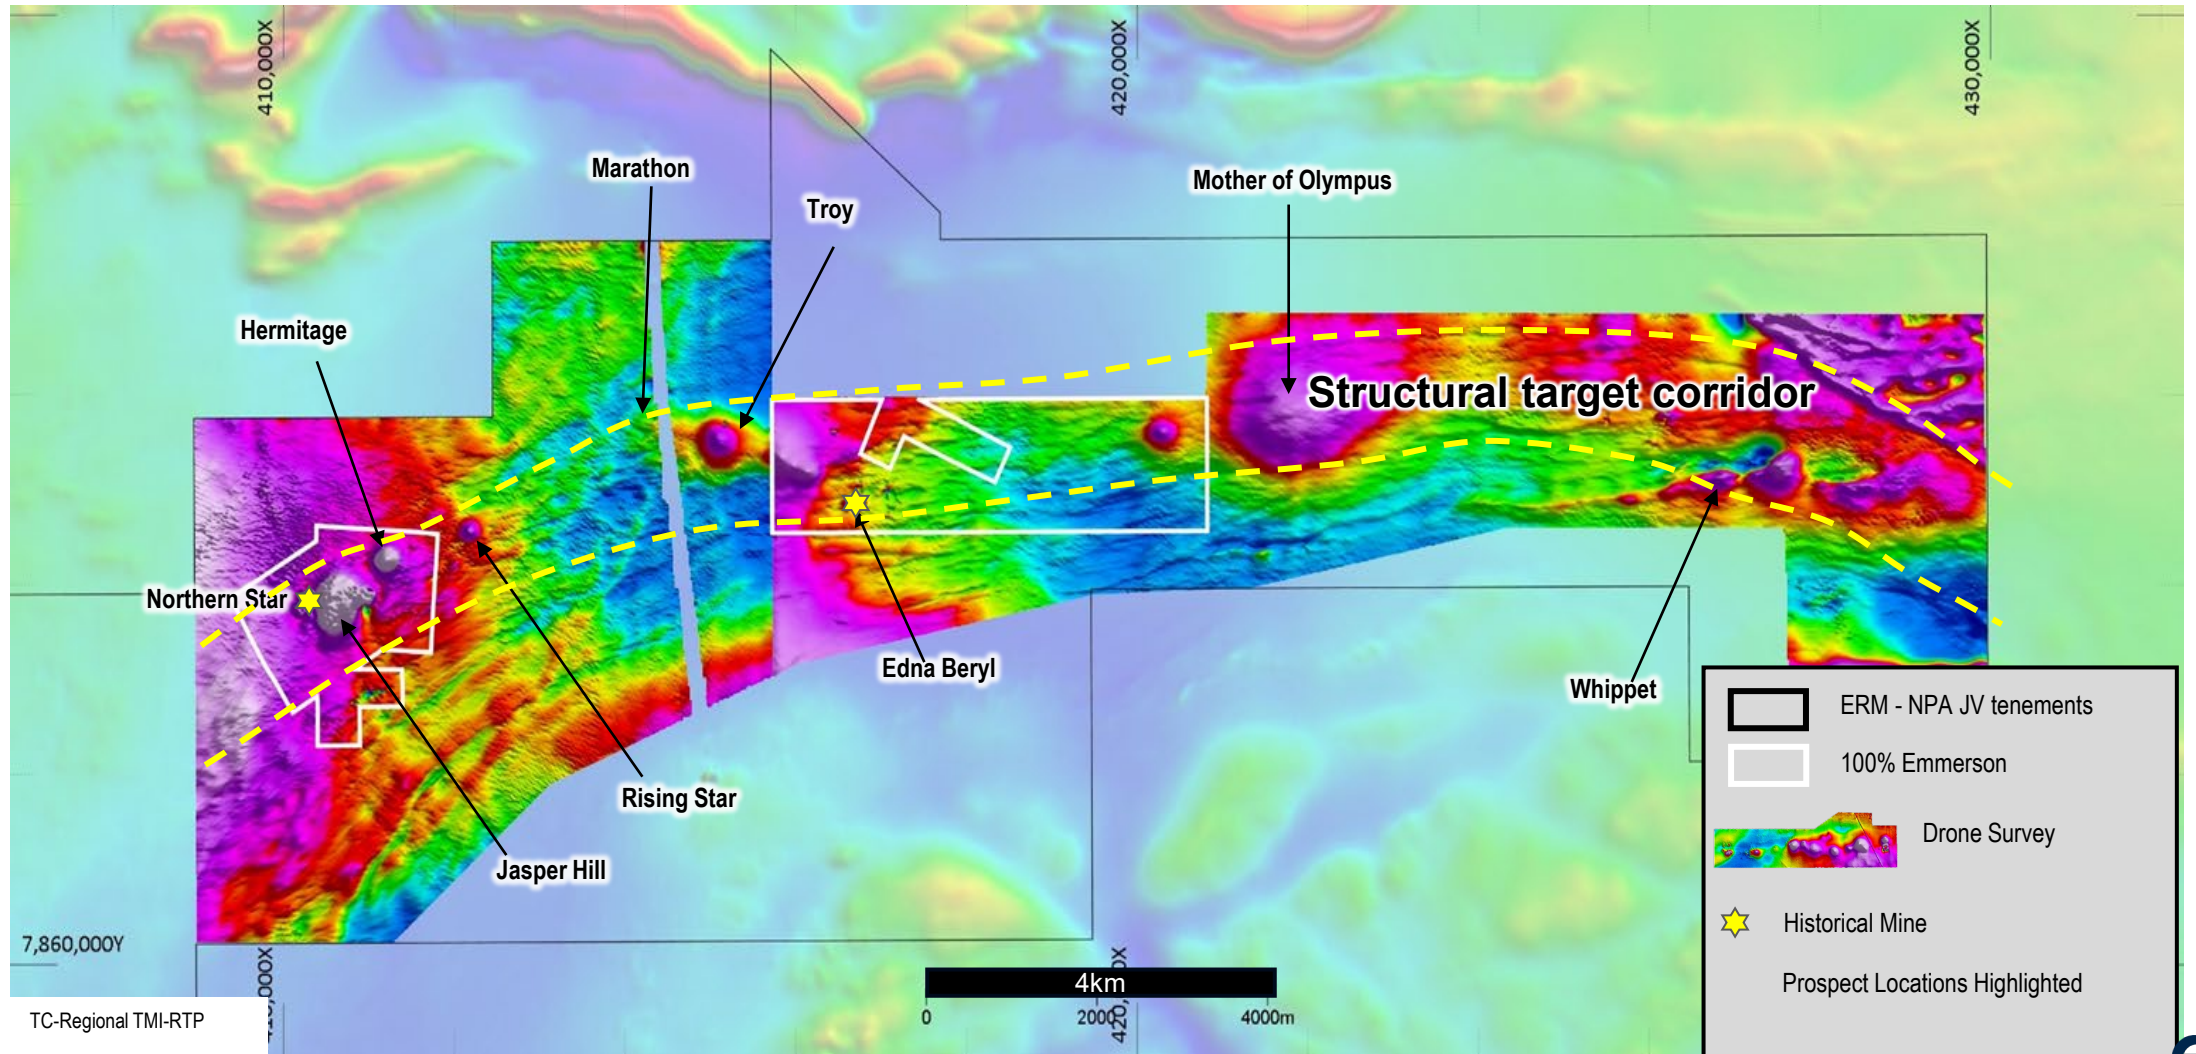 410,000X
420,000X
430,000X
Marathon
Mother of Olympus
Troy
Hermitage
Structural target corridor
Northern Star
Edna Beryl
Whippet
Rising Star
Jasper Hill
7,860,000Y
ERM - NPA JV tenements
100% Emmerson
Drone Survey
Historical Mine
Prospect Locations Highlighted
4km
0
2000
4000m
TC-Regional TMI-RTP